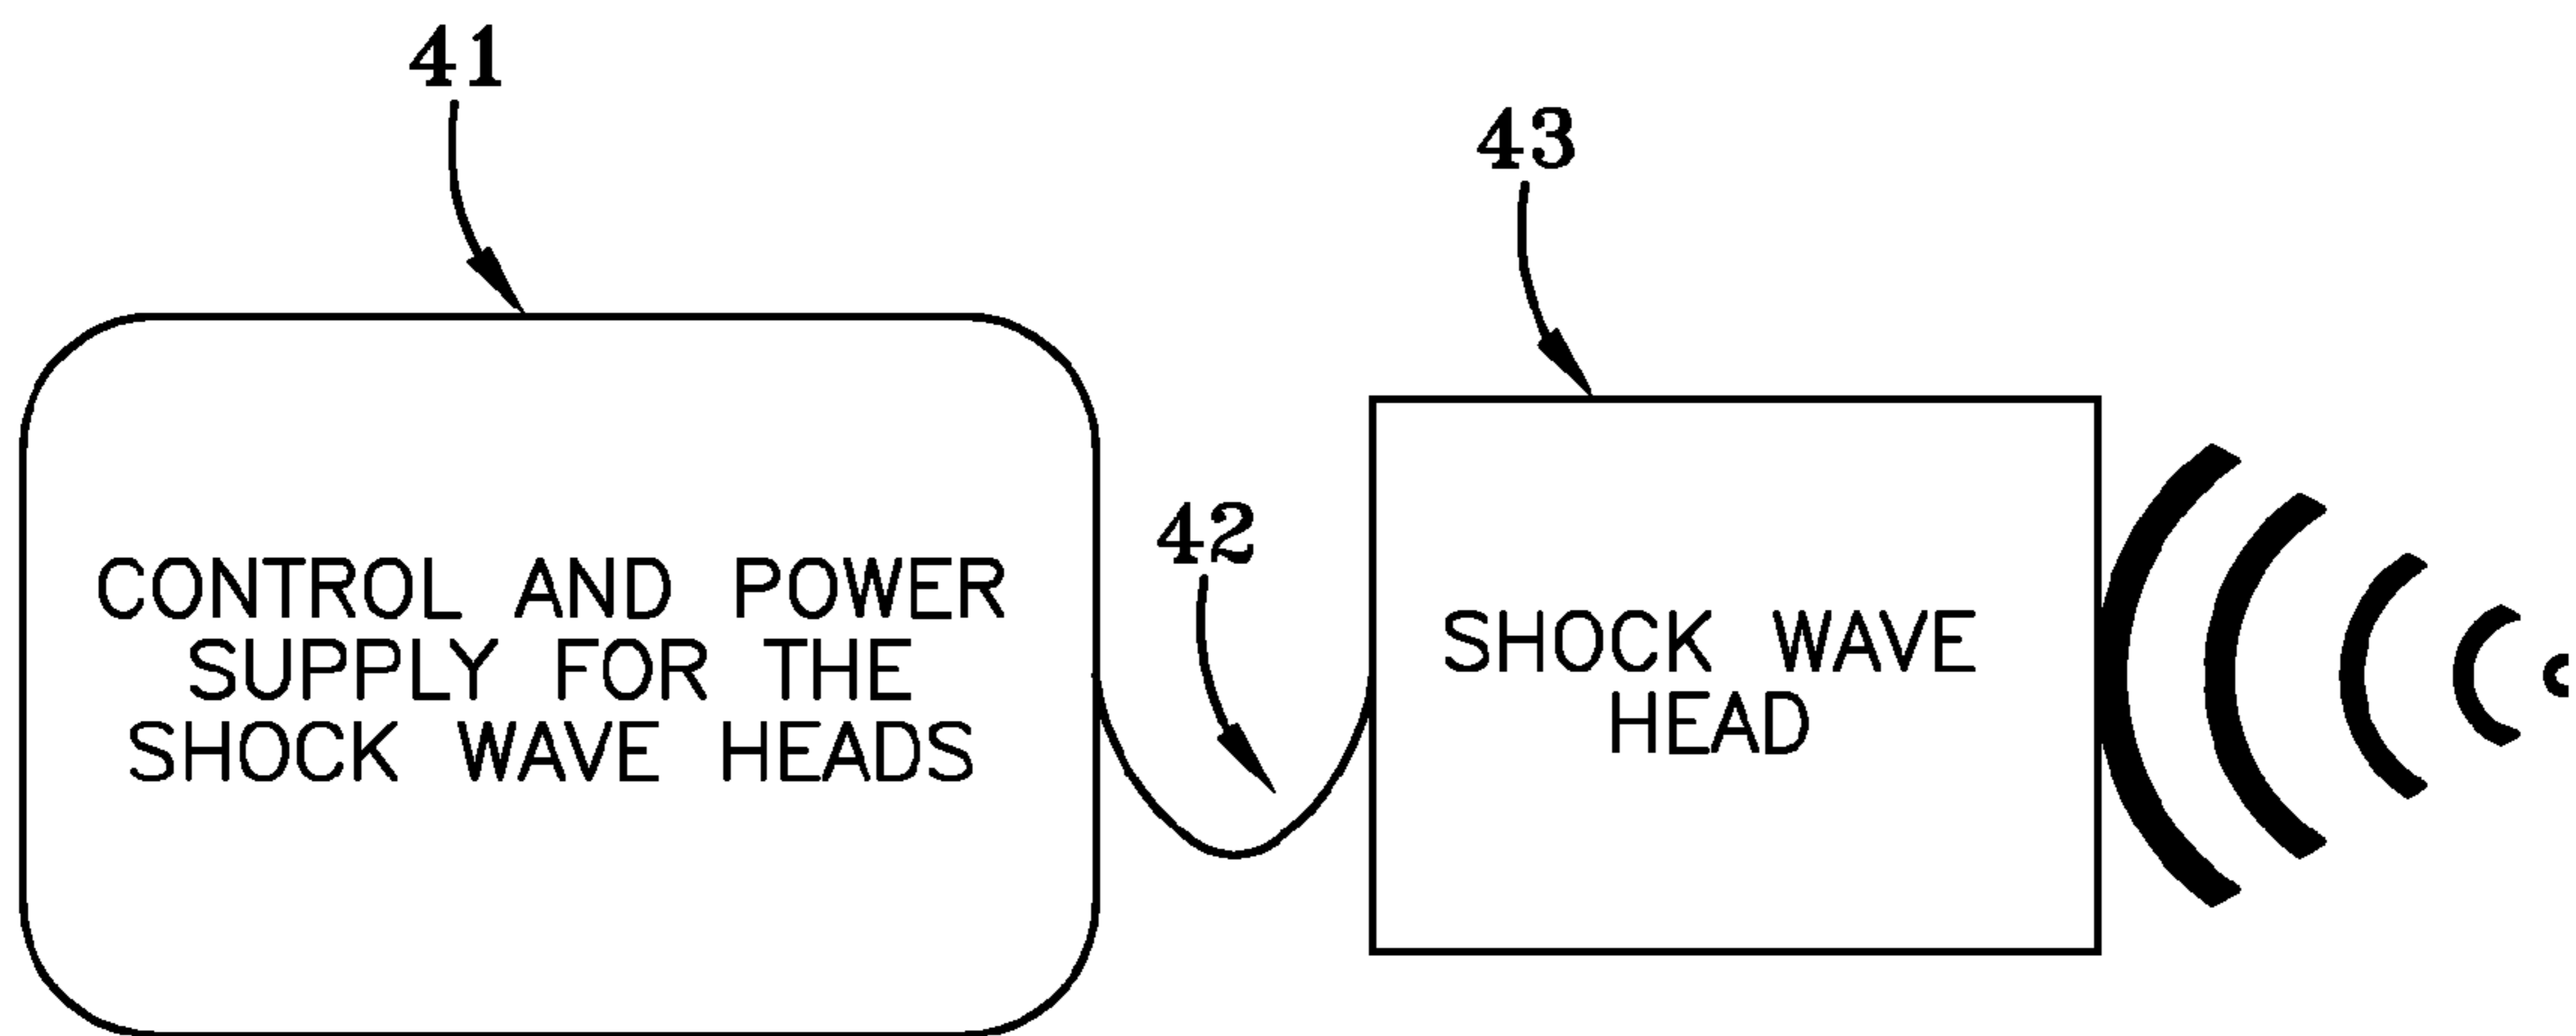 41
43
42
CONTROL AND POWER
SUPPLY FOR THE
SHOCK WAVE HEADS
SHOCK WAVE
HEAD